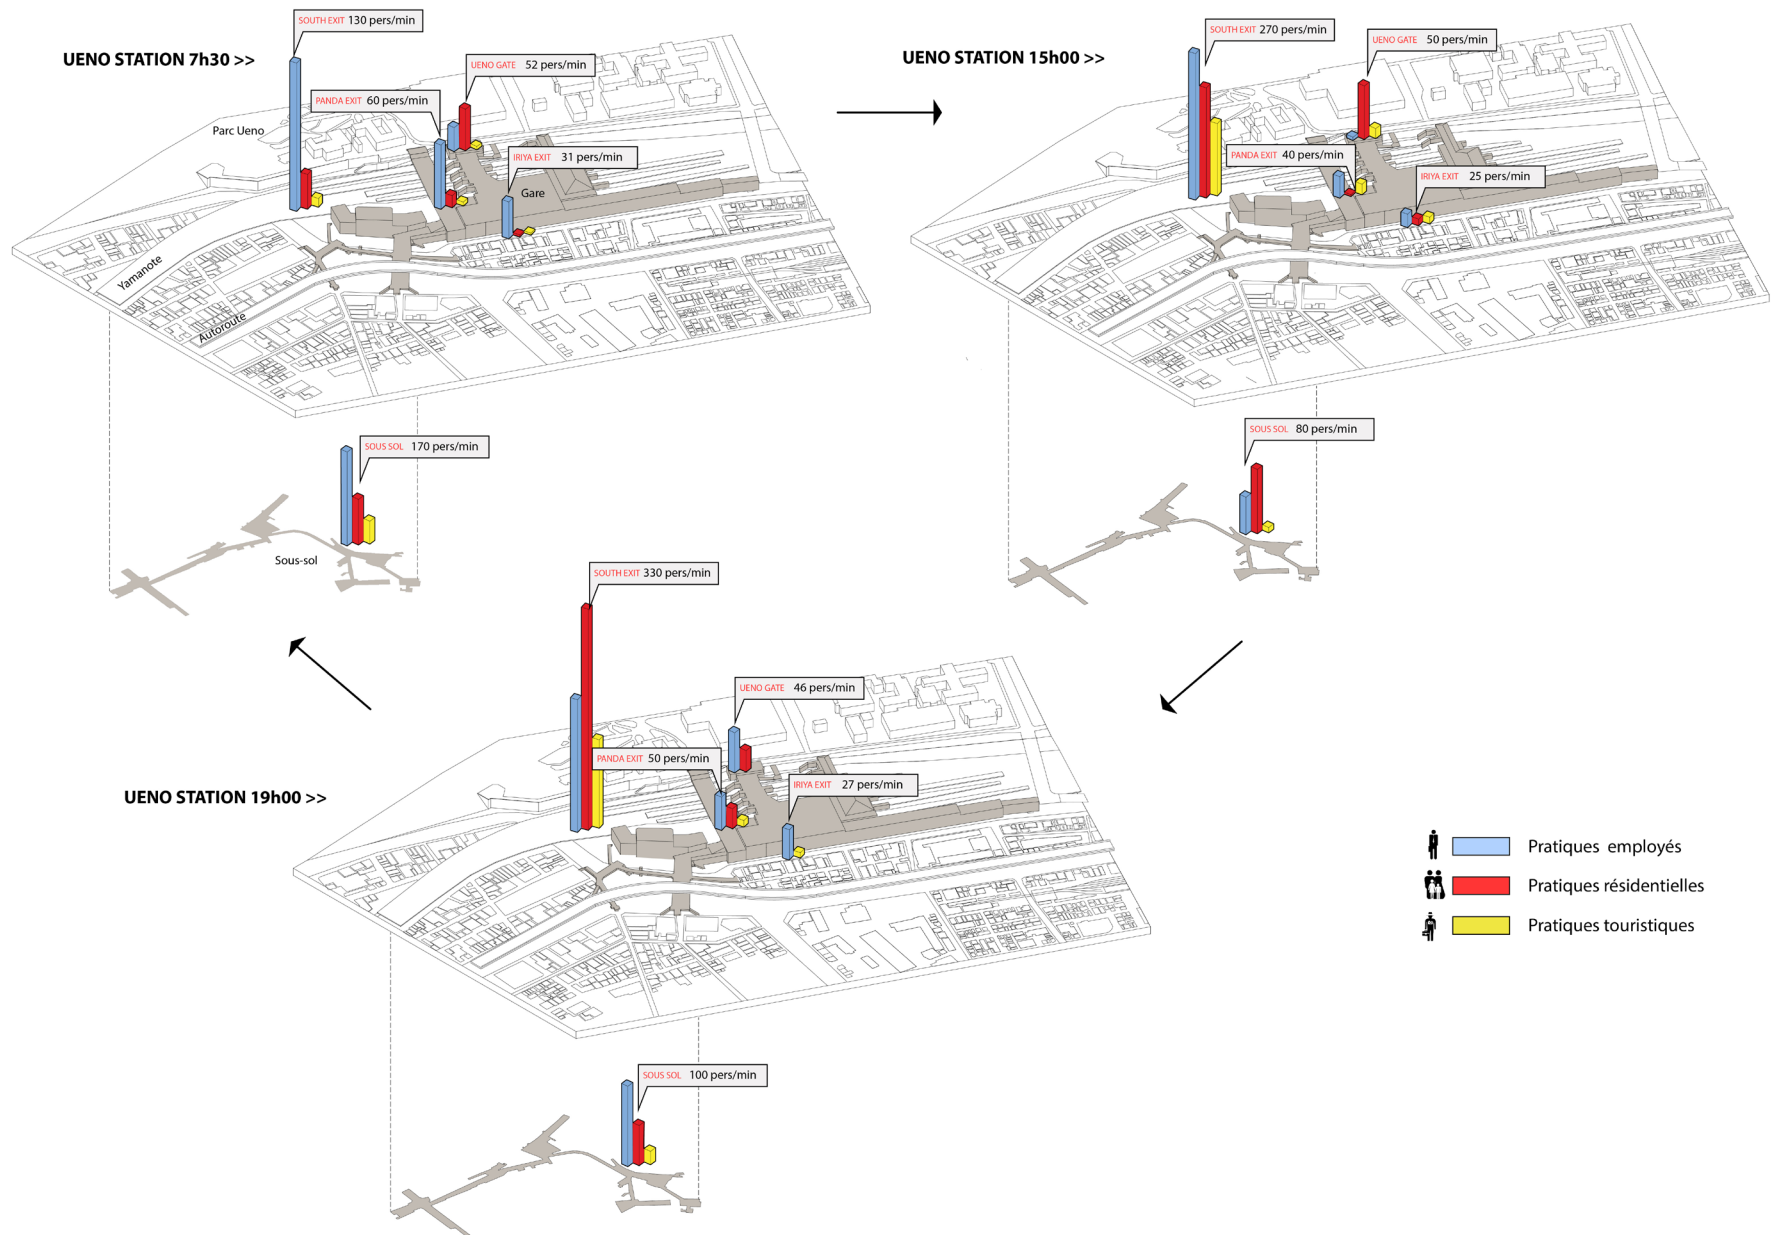 UENO STATION 7h30 >>
SOUTH EXIT 130 pers/min
UENO GATE 52 pers/min
PANDA EXIT 60 pers/min
IRIYA EXIT 31 pers/min
Parc Ueno
Gare
Yamanote
Autoroute
SOUS SOL 170 pers/min
Sous-sol
UENO STATION 15h00 >>
SOUTH EXIT 270 pers/min
UENO GATE 50 pers/min
PANDA EXIT 40 pers/min
IRIYA EXIT 25 pers/min
SOUS SOL 80 pers/min
UENO STATION 19h00 >>
SOUTH EXIT 330 pers/min
UENO GATE 46 pers/min
PANDA EXIT 50 pers/min
IRIYA EXIT 27 pers/min
SOUS SOL 100 pers/min
Pratiques employés
Pratiques résidentielles
Pratiques touristiques